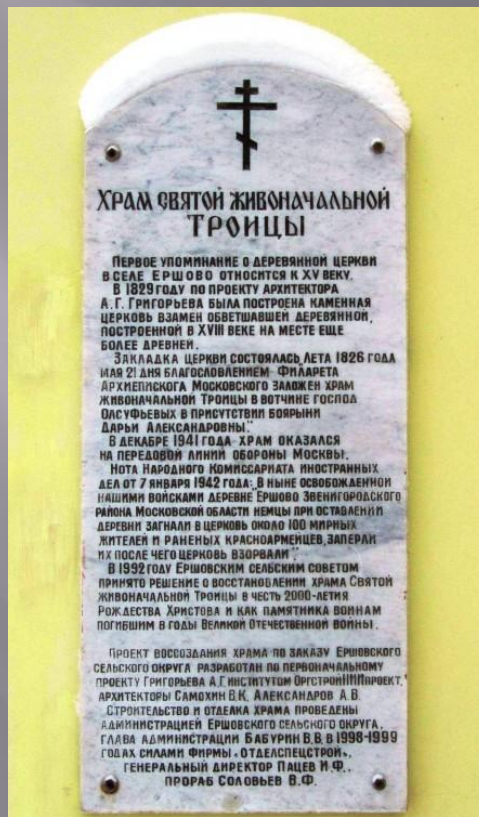 ХРАМ СВЯТОЙ ЖИВОНАЧАЛЬНОЙ
ТРОИЦЫ
ПЕРВОЕ УПОМИНАНИЕ О ДЕРЕВЯННОЙ ЦЕРКВИ
В СЕЛЕ ЕРШОВО ОТНОСИТСЯ К XV ВЕКУ.
В 1829 ГОДУ ПО ПРОЕКТУ АРХИТЕКТОРА
А.Г. ГРИГОРЬЕВА БЫЛА ПОСТРОЕНА КАМЕННАЯ
ЦЕРКОВЬ ВЗАМЕН ОБВЕТШАВШЕЙ ДЕРЕВЯННОЙ,
ПОСТРОЕННОЙ В XVIII ВЕКЕ НА МЕСТЕ ЕЩЕ
БОЛЕЕ ДРЕВНЕЙ.
ЗАКЛАДКА ЦЕРКВИ СОСТОЯЛАСЬ „ЛЕТА 1826 ГОДА
МАЯ 21 ДНЯ БЛАГОСЛОВЛЕНИЕМ ФИЛАРЕТА
АРХИЕПИСКОГА МОСКОВСКОГО ЗАЛОЖЕН ХРАМ
ЖИВОНАЧАЛЬНОЙ ТРОИЦЫ В ВОТЧИНЕ ГОСПОД
ОЛСУФЬЕВЫХ В ПРИСУТСТВИИ БОЯРЫНИ
ДАРЬИ АЛЕКСАНДРОВНЫ."
В ДЕКАБРЕ 1941 ГОДА ХРАМ ОКАЗАЛСЯ
НА ПЕРЕДОВОЙ ЛИНИИ ОБОРОНЫ МОСКВЫ.
НОТА НАРОДНОГО КОМИССАРИАТА ИНОСТРАННЫХ
ДЕЛ ОТ 7 ЯНВАРЯ 1942 ГОДА: „В НЫНЕ ОСВОБОЖДЕННОЙ
НАШИМИ ВОЙСКАМИ ДЕРЕВНЕ ЕРШОВО ЗВЕНИГОРОДСКОГО
РАЙОНА МОСКОВСКОЙ ОБЛАСТИ НЕМЦЫ ПРИ ОСТАВЛЕНИИ
ДЕРЕВНИ ЗАГНАЛИ В ЦЕРКОВЬ ОКОЛО 100 МИРНЫХ
ЖИТЕЛЕЙ И РАНЕНЫХ КРАСНОАРМЕЙЦЕВ, ЗАПЕРЛИ
ИХ ПОСЛЕ ЧЕГО ЦЕРКОВЬ ВЗОРВАЛИ".
В 1992 ГОДУ ЕРШОВСКИМ СЕЛЬСКИМ СОВЕТОМ
ПРИНЯТО РЕШЕНИЕ О ВОССТАНОВЛЕНИИ ХРАМА СВЯТОЙ
ЖИВОНАЧАЛЬНОЙ ТРОИЦЫ В ЧЕСТЬ 2000-ЛЕТИЯ
РОЖДЕСТВА ХРИСТОВА И КАК ПАМЯТНИКА ВОИНАМ
ПОГИБШИМ В ГОДЫ ВЕЛИКОЙ ОТЕЧЕСТВЕННОЙ ВОЙНЫ.
ПРОЕКТ ВОССОЗДАНИЯ ХРАМА ПО ЗАКАЗУ ЕРШОВСКОГО
СЕЛЬСКОГО ОКРУГА РАЗРАБОТАН ПО ПЕРВОНАЧАЛЬНОМУ
ПРОЕКТУ ГРИГОРЬЕВА А.Г. ИНСТИТУТОМ ОРГСТРОЙНИИПРОЕКТ.
АРХИТЕКТОРЫ САМОХИН В.К. АЛЕКСАНДРОВ А.В.
СТРОИТЕЛЬСТВО И ОТДЕЛКА ХРАМА ПРОВЕДЕНЫ
АДМИНИСТРАЦИЕЙ ЕРШОВСКОГО СЕЛЬСКОГО ОКРУГА,
ГЛАВА АДМИНИСТРАЦИИ БАБУРИН В.В. В 1998-1999
ГОДАХ СИЛАМИ ФИРМЫ «ОТДЕЛСПЕЦСТРОЙ»,
ГЕНЕРАЛЬНЫЙ ДИРЕКТОР ПАЦЕВ И.Ф.,
ПРОРАБ СОЛОВЬЕВ В.Ф.